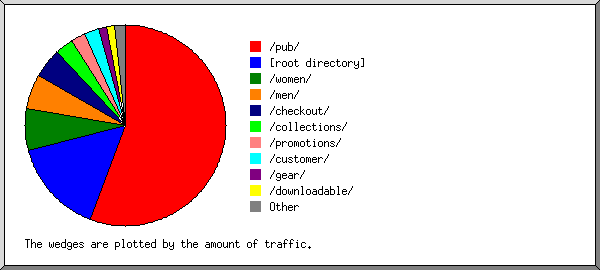 /pub/
[root directory]
/women/
/men/
/checkout/
/collections/
/promotions/
/customer/
/gear/
/downloadable/
Other
The wedges are plotted by the amount of traffic.